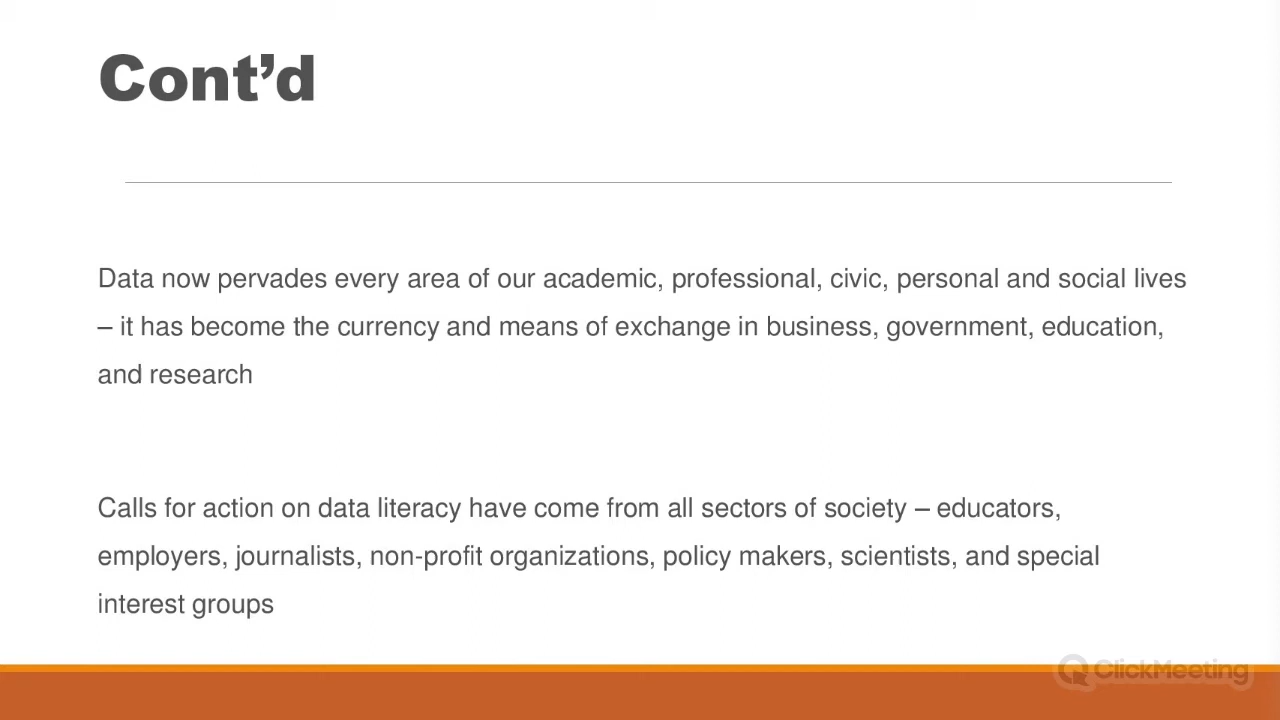 Cont’d
Data now pervades every area of our academic, professional, civic, personal and social lives
– it has become the currency and means of exchange in business, government, education,
and research
Calls for action on data literacy have come from all sectors of society – educators,
employers, journalists, non-profit organizations, policy makers, scientists, and special
interest groups
ClickMeeting